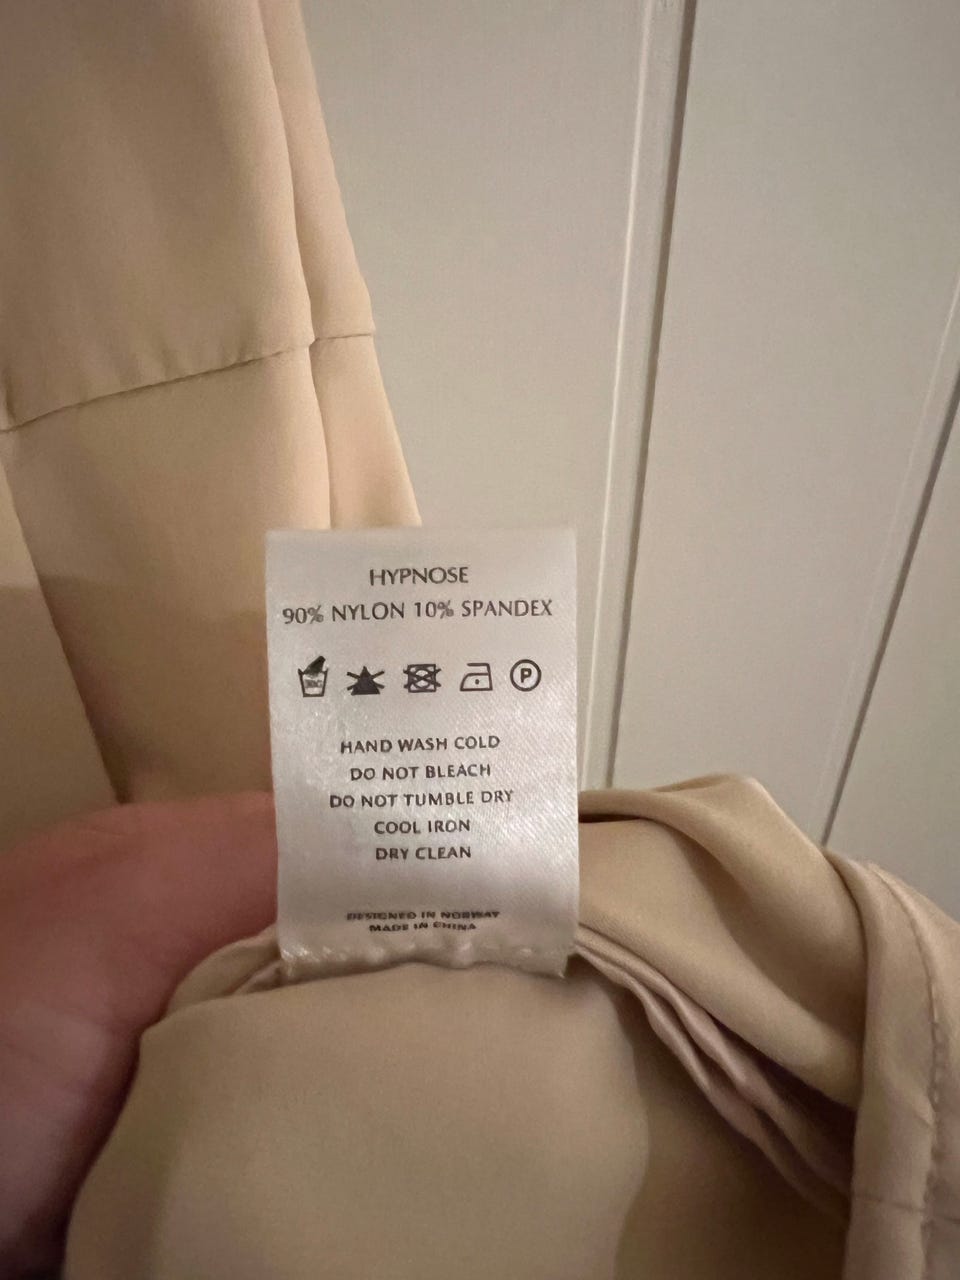 HYPNOSE
90% NYLON 10% SPANDEX
P
HAND WASH COLD
DO NOT BLEACH
DO NOT TUMBLE DRY
COOL IRON
DRY CLEAN
DESIGNED IN NORWAY
MADE IN CHINA